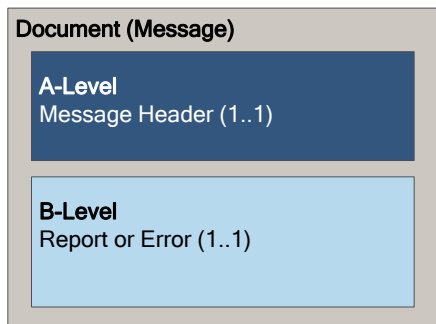 Document (Message)
A-Level
Message Header (1..1)
B-Level
Report or Error (1..1)